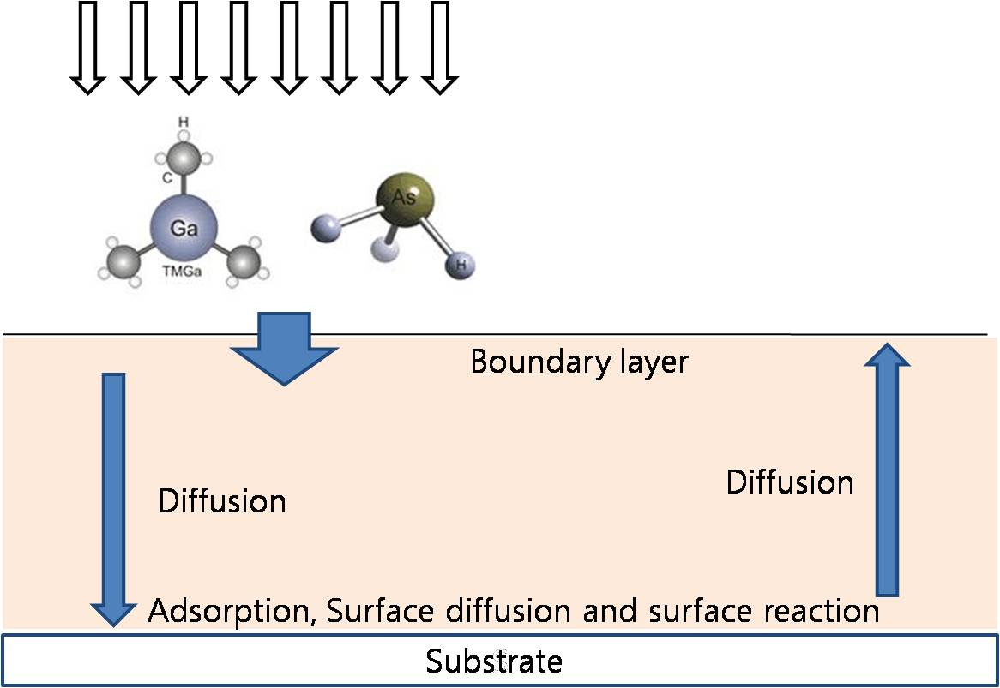 H
C
Ga
TMGa
As
H
Boundary layer
Diffusion
Diffusion
Adsorption, Surface diffusion and surface reaction
Substrate